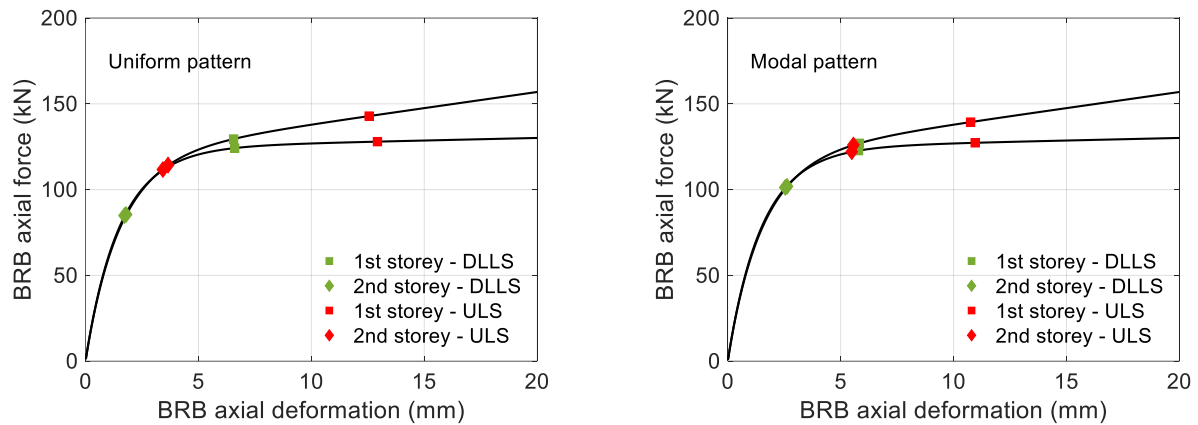 200
150
100
50
0
BRB axial force (kN)
Uniform pattern
1st storey - DLLS
2nd storey - DLLS
1st storey - ULS
2nd storey - ULS
0 5 10 15 20
BRB axial deformation (mm)
200
150
100
50
0
BRB axial force (kN)
Modal pattern
1st storey - DLLS
2nd storey - DLLS
1st storey - ULS
2nd storey - ULS
0 5 10 15 20
BRB axial deformation (mm)